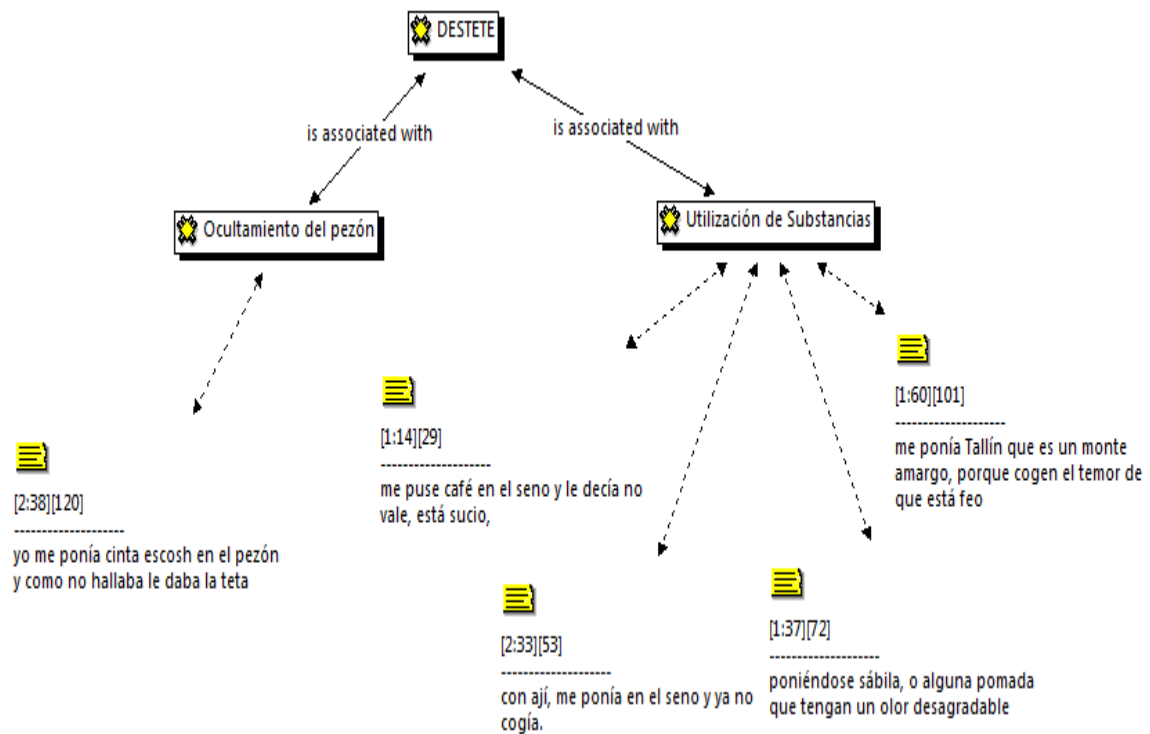 DESTETE
is associated with
is associated with
Ocultamiento del pezón
Utilización de Substancias
[2:38][120]
--------------------
yo me ponía cinta escosh en el pezón
y como no hallaba le daba la teta
[1:14][29]
--------------------
me puse café en el seno y le decía no
vale, está sucio,
[2:33][53]
--------------------
con ají, me ponía en el seno y ya no
cogía.
[1:37][72]
--------------------
poniéndose sábila, o alguna pomada
que tengan un olor desagradable
[1:60][101]
--------------------
me ponía Tallín que es un monte
amargo, porque cogen el temor de
que está feo